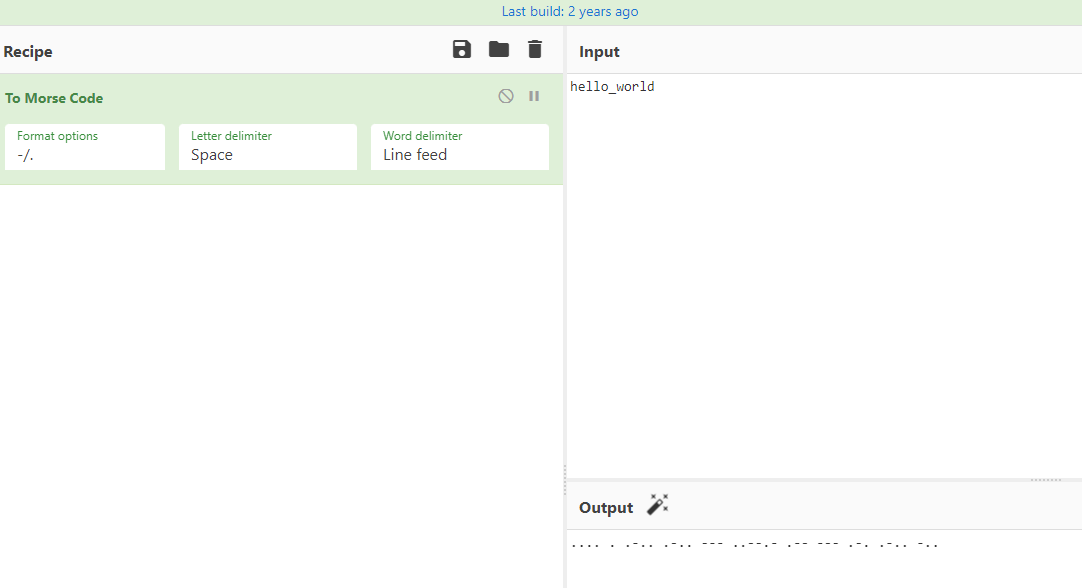 Last build: 2 years ago
Recipe
Input
To Morse Code
hello_world
Format options
Letter delimiter
Word delimiter
-/.
Space
Line feed
Output
.... . .-.. .-.. --- ..--.- .-- --- .-. .-.. -..